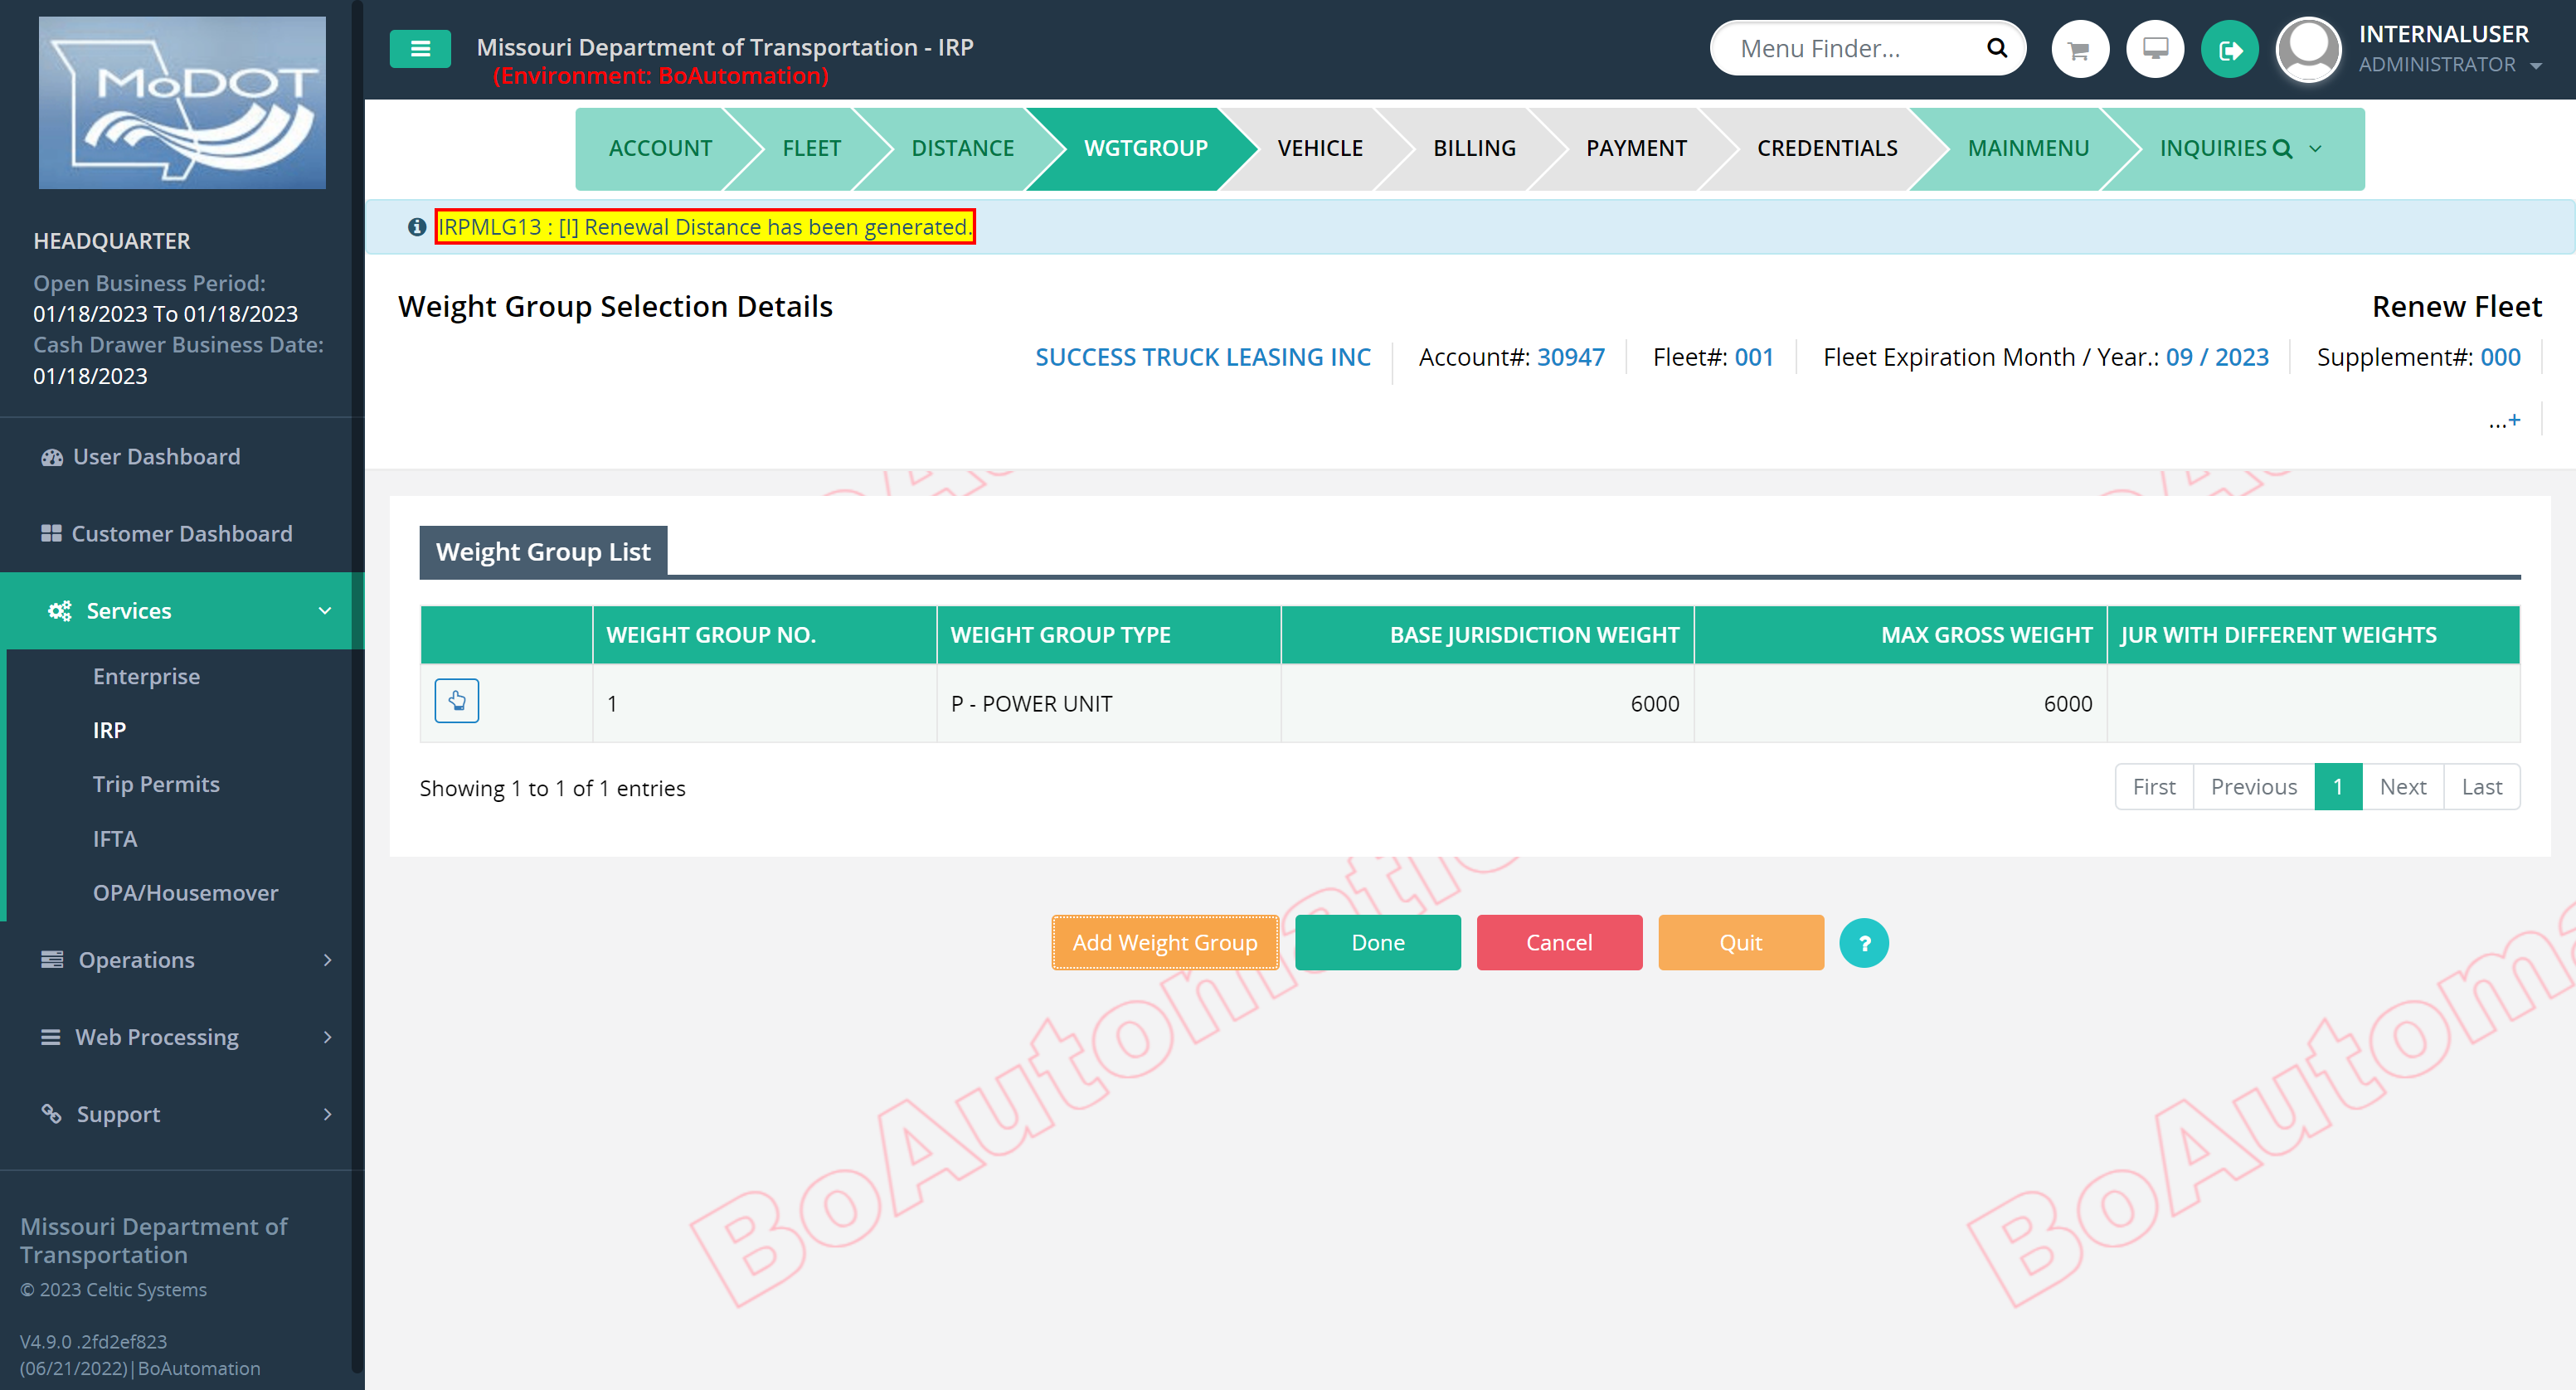 MoDOT
HEADQUARTER
Open Business Period:
01/18/2023 To 01/18/2023
Cash Drawer Business Date:
01/18/2023
User Dashboard
Customer Dashboard
Services
Enterprise
IRP
Trip Permits
IFTA
OPA/Housemover
Operations
Web Processing
Support
Missouri Department of
Transportation
© 2023 Celtic Systems
V4.9.0 .2fd2ef823
(06/21/2022)|BoAutomation
Missouri Department of Transportation - IRP
(Environment: BoAutomation)
Menu Finder...
INTERNALUSER
ADMINISTRATOR
ACCOUNT FLEET DISTANCE WGTGROUP VEHICLE BILLING PAYMENT CREDENTIALS MAINMENU INQUIRIES
IRPMLG13 : [I] Renewal Distance has been generated.
Weight Group Selection Details
Renew Fleet
SUCCESS TRUCK LEASING INC Account#: 30947 Fleet#: 001 Fleet Expiration Month / Year.: 09 / 2023 Supplement#: 000
...+
Weight Group List
WEIGHT GROUP NO. WEIGHT GROUP TYPE BASE JURISDICTION WEIGHT MAX GROSS WEIGHT JUR WITH DIFFERENT WEIGHTS
1 P - POWER UNIT 6000 6000
Showing 1 to 1 of 1 entries
First Previous 1 Next Last
Add Weight Group Done Cancel Quit ?
BoAutomatio
BoAutoma